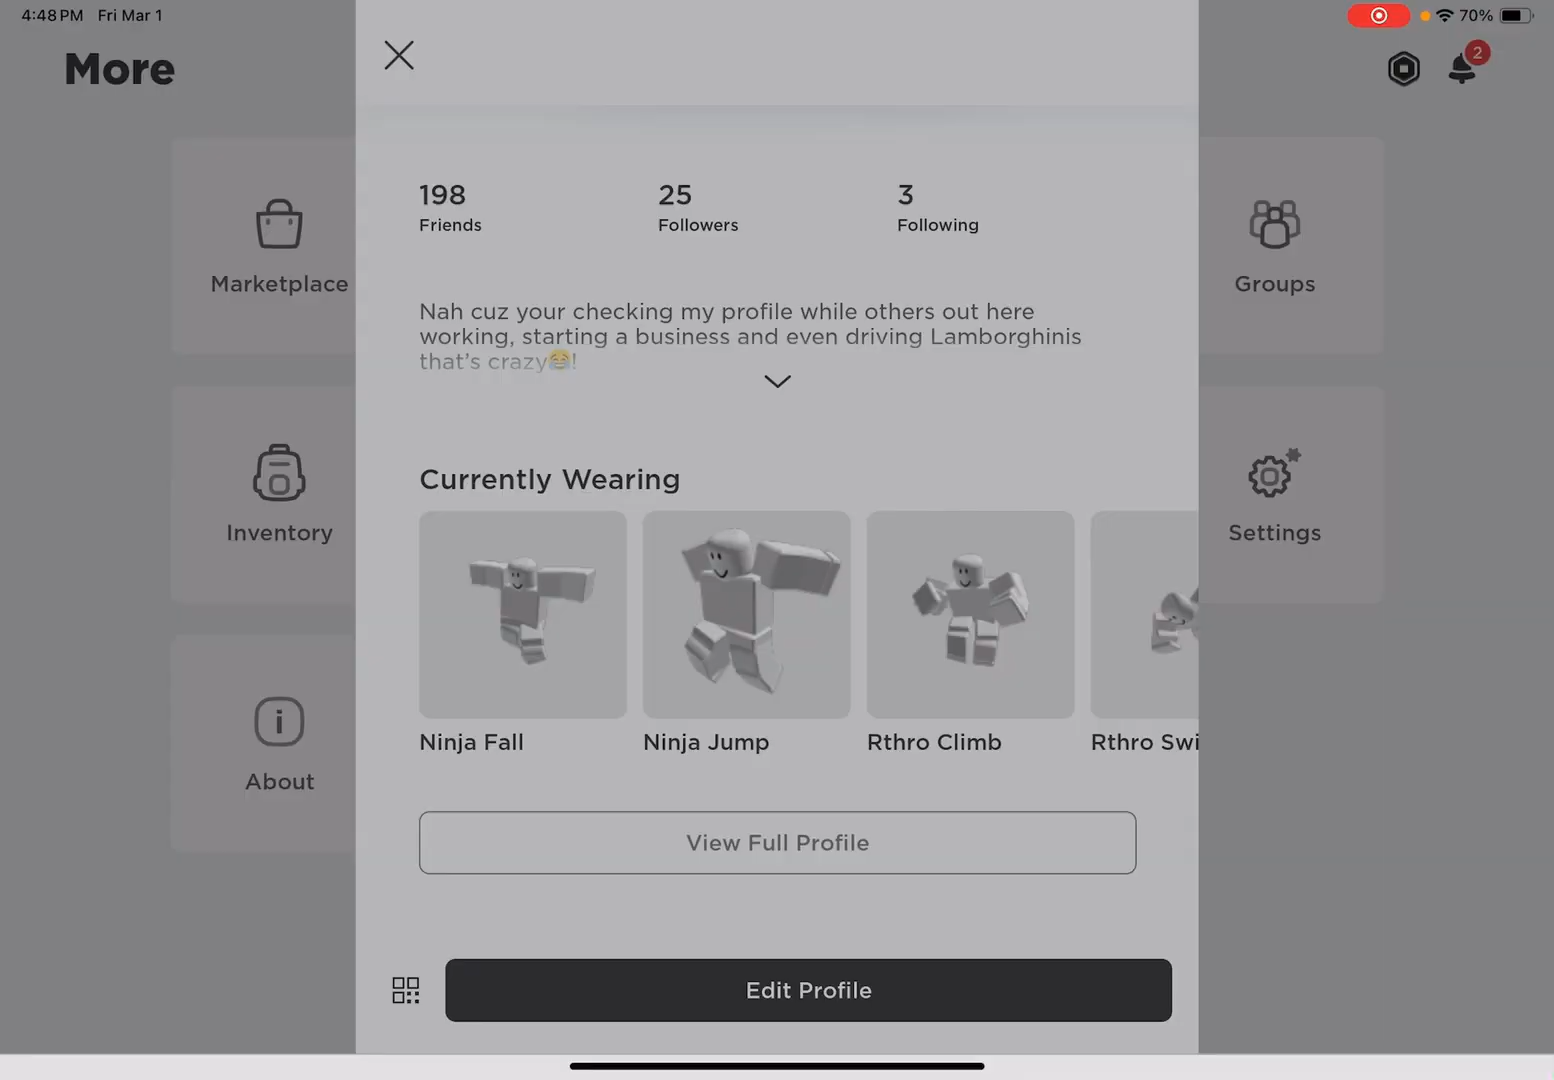 4:48 PM Fri Mar 1
70%
More
2
198
Friends
25
Followers
3
Following
Nah cuz your checking my profile while others out here
working, starting a business and even driving Lamborghinis
that’s crazy😂!
Marketplace
Groups
Inventory
Settings
About
Currently Wearing
Ninja Fall
Ninja Jump
Rthro Climb
Rthro Swi
View Full Profile
Edit Profile